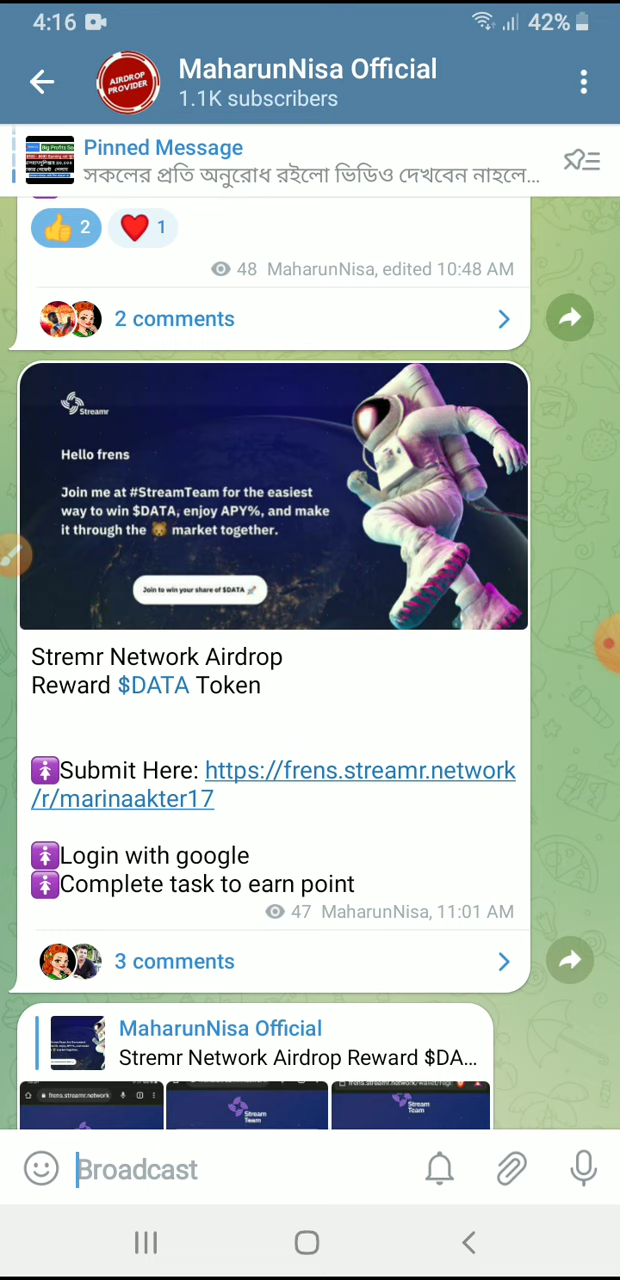 4:16
42%
AIRDROP
PROVIDER
MaharunNisa Official
1.1K subscribers
Pinned Message
সকলের প্রতি অনুরোধ রইলো ভিডিও দেখবেন নাহলে...
Big Profits
👍 2 ❤️ 1
48 MaharunNisa, edited 10:48 AM
2 comments
Streamr
Hello frens
Join me at #StreamTeam for the easiest
way to win $DATA, enjoy APY%, and make
it through the 🐻 market together.
Join to win your share of $DATA 🚀
Stremr Network Airdrop
Reward $DATA Token
🚺Submit Here: https://frens.streamr.network
/r/marinaakter17
🚺Login with google
🚺Complete task to earn point
47 MaharunNisa, 11:01 AM
3 comments
MaharunNisa Official
Stremr Network Airdrop Reward $DA...
frens.streamr.network
Stream
Team
Stream
Team
Broadcast